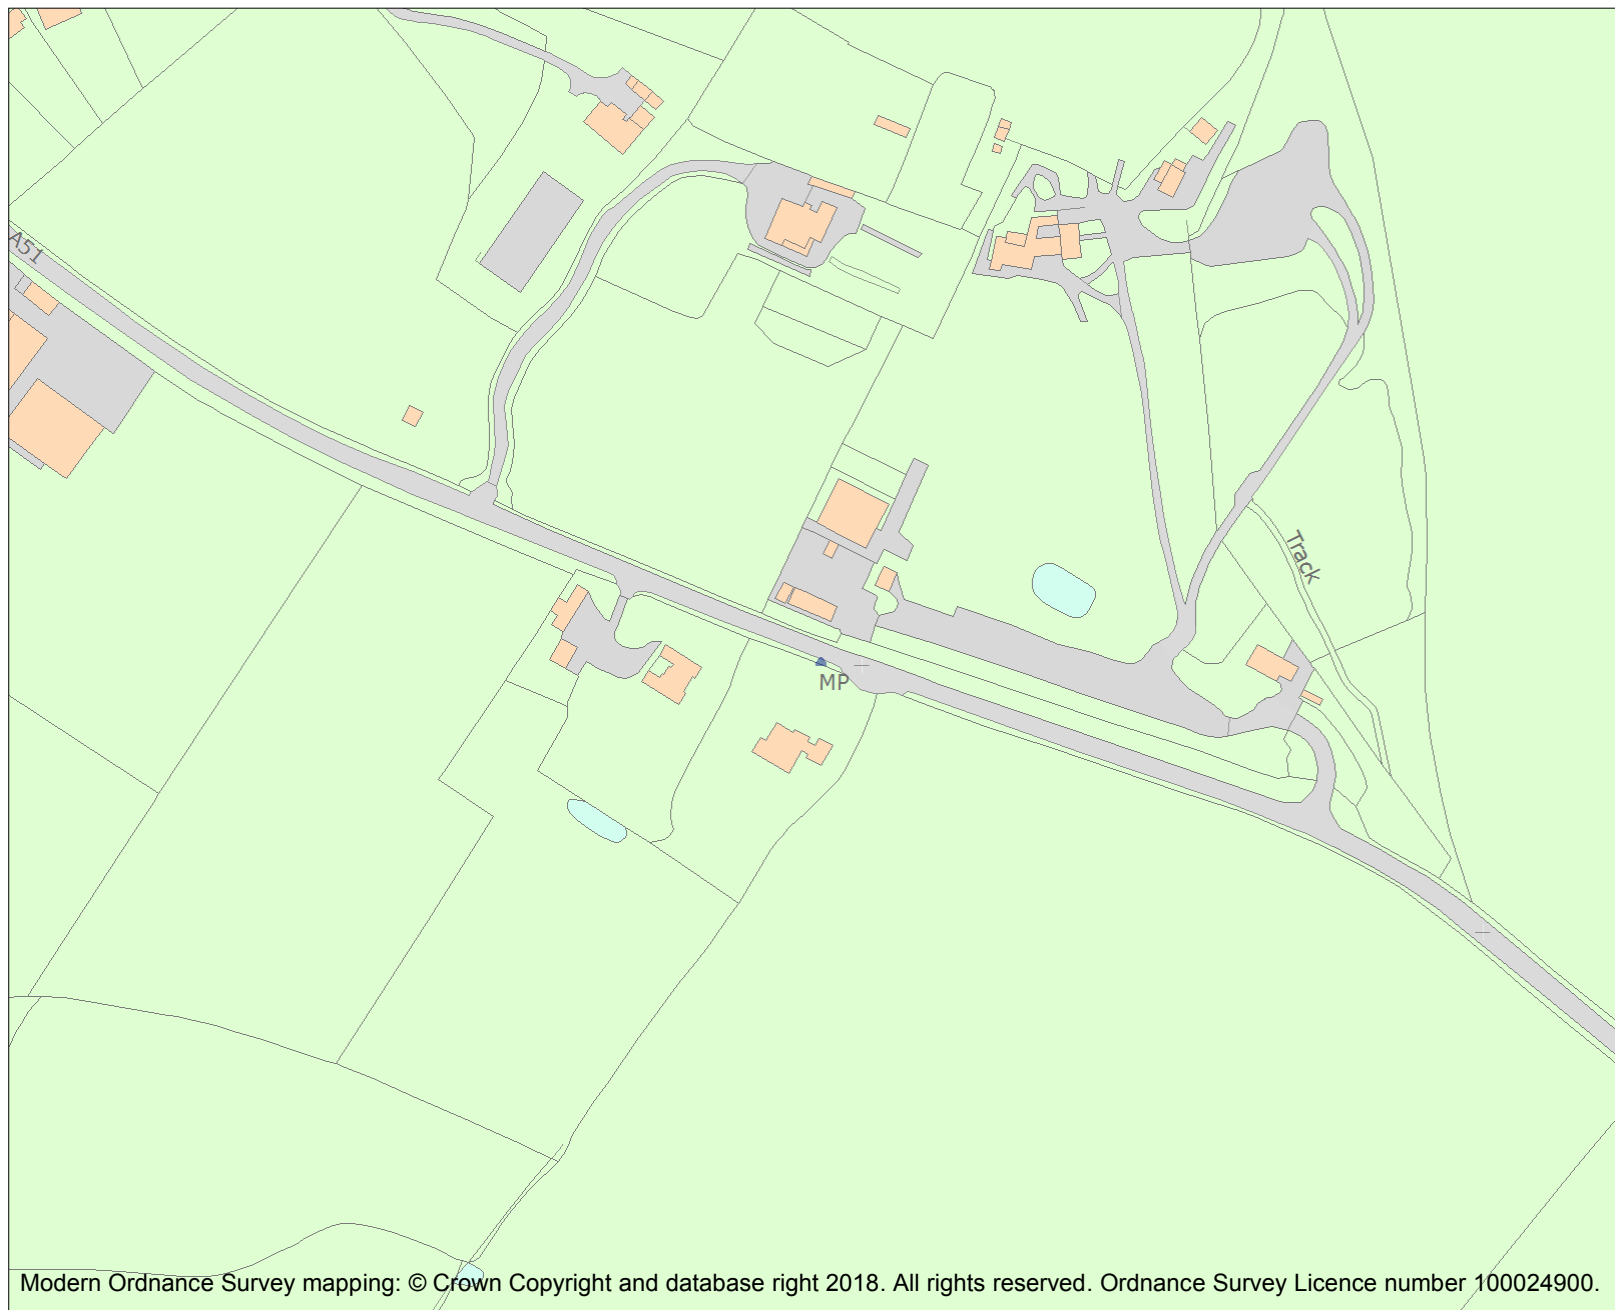 A51
Track
MP
Modern Ordnance Survey mapping: © Crown Copyright and database right 2018. All rights reserved. Ordnance Survey Licence number 100024900.